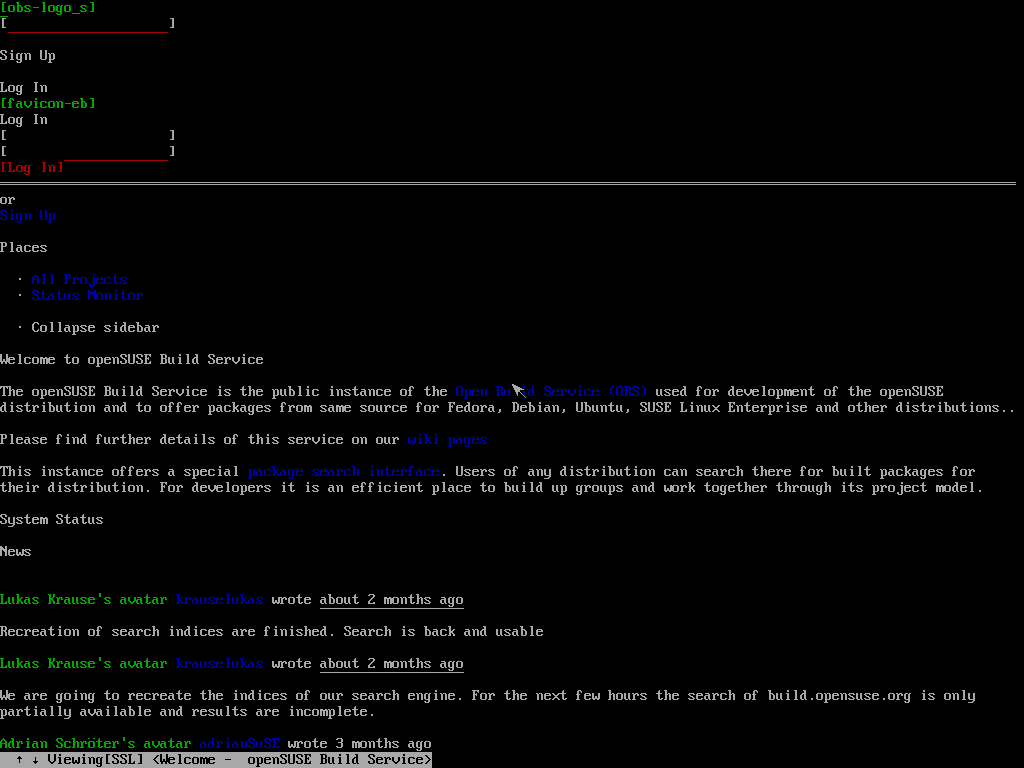 [obs-logo_s]
[                    ]
Sign Up
Log In
[favicon-eb]
Log In
[                    ]
[                    ]
[Log In]
or
Sign Up
Places
· All Projects
· Status Monitor
· Collapse sidebar
Welcome to openSUSE Build Service
The openSUSE Build Service is the public instance of the Open Build Service (OBS) used for development of the openSUSE
distribution and to offer packages from same source for Fedora, Debian, Ubuntu, SUSE Linux Enterprise and other distributions..
Please find further details of this service on our wiki pages
This instance offers a special package search interface. Users of any distribution can search there for built packages for
their distribution. For developers it is an efficient place to build up groups and work together through its project model.
System Status
News
Lukas Krause's avatar krauselukas wrote about 2 months ago
Recreation of search indices are finished. Search is back and usable
Lukas Krause's avatar krauselukas wrote about 2 months ago
We are going to recreate the indices of our search engine. For the next few hours the search of build.opensuse.org is only
partially available and results are incomplete.
Adrian Schröter's avatar adrianSuSE wrote 3 months ago
↑ ↓ Viewing[SSL] <Welcome -  openSUSE Build Service>